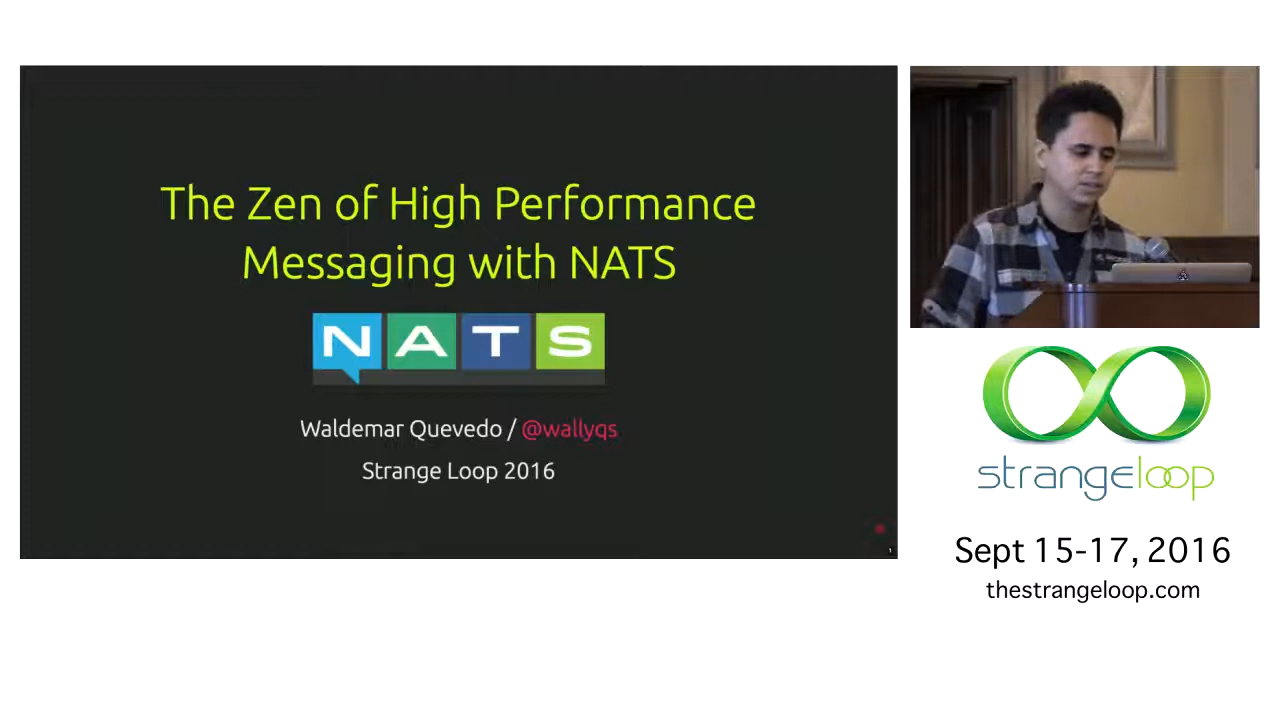 The Zen of High Performance
Messaging with NATS
NATS
Waldemar Quevedo / @wallyqs
Strange Loop 2016
1
strangeloop
Sept 15-17, 2016
thestrangeloop.com